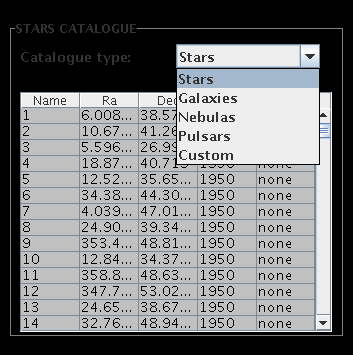 STARS CATALOGUE
Catalogue type: Stars
Stars
Galaxies
Nebulas
Pulsars
Custom
Name Ra Dec
1 6.008... 38.57
2 10.67... 41.26
3 5.596... 26.99
4 18.87... 40.715 1950 none
5 12.52... 35.65... 1950 none
6 34.38... 44.30... 1950 none
7 4.039... 47.01... 1950 none
8 24.90... 39.34... 1950 none
9 353.4... 48.81... 1950 none
10 12.84... 34.37... 1950 none
11 358.8... 48.63... 1950 none
12 347.7... 53.02... 1950 none
13 24.65... 38.67... 1950 none
14 32.76... 48.94... 1950 none